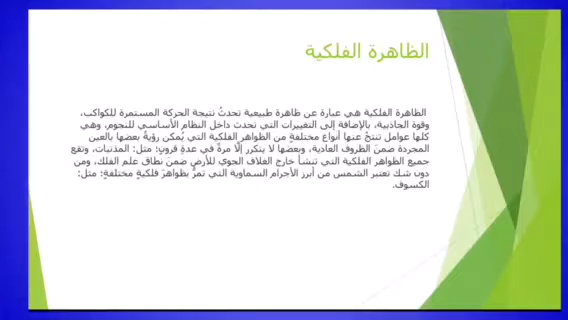 الظاهرة الفلكية
الظاهرة الفلكية هي عبارة عن ظاهرة طبيعية تحدثُ نتيجة الحركة المستمرة للكواكب،
وقوة الجاذبية، بالإضافة إلى التغييرات التي تحدث داخل النظام الأساسي للنجوم، وهي
كلها عوامل تنتجُ عنها أنواع مختلفةٍ من الظواهر الفلكية التي يُمكن رؤيةُ بعضها بالعين
المجردة ضمنَ الظروف العادية، وبعضها لا يتكرر إلّا مرةً في عدةِ قرونٍ؛ مثل: المذنبات، وتقع
جميع الظواهر الفلكية التي تنشأ خارج الغلاف الجوي للأرضِ ضمنَ نطاق علم الفلك، ومن
دون شك تعتبر الشمس من أبرز الأجرام السماوية التي تمرُّ بظواهرَ فلكيةٍ مختلفةٍ؛ مثل:
الكسوف.